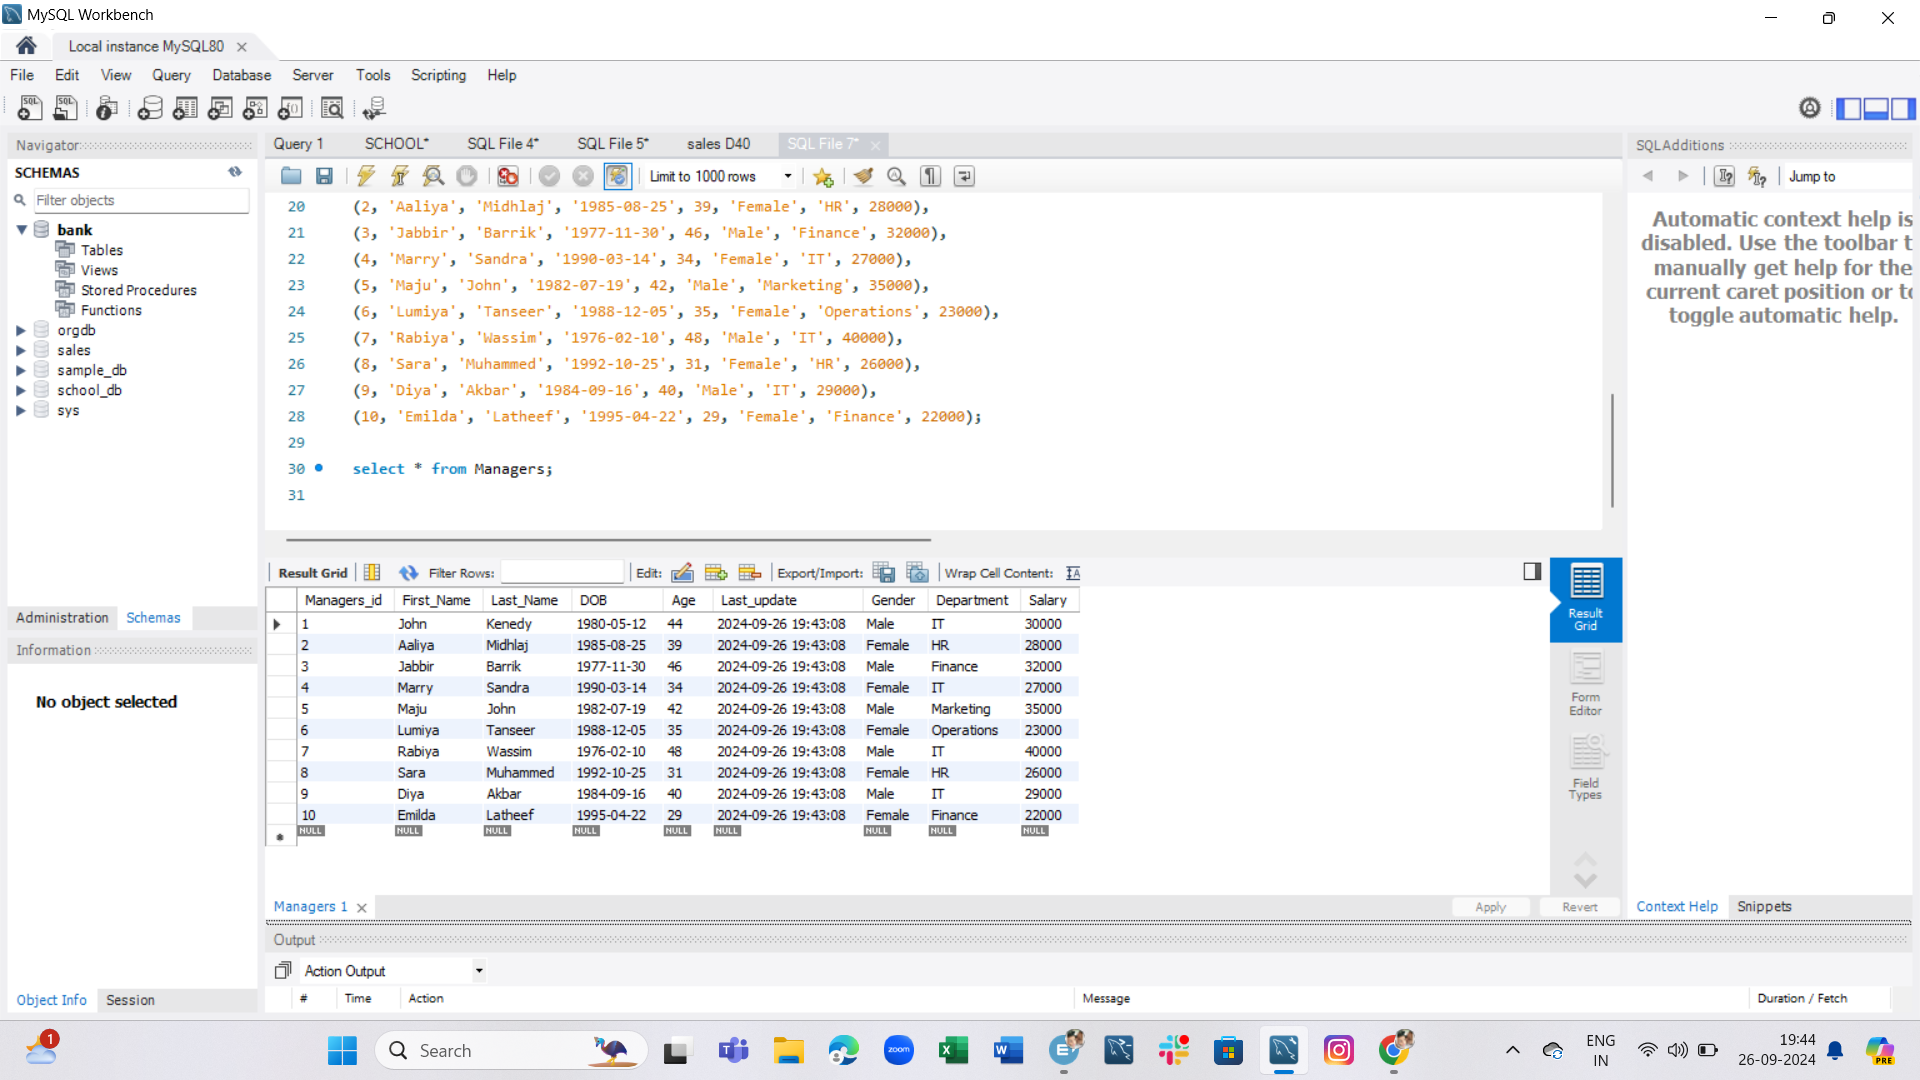 MySQL Workbench
Local instance MySQL80
File Edit View Query Database Server Tools Scripting Help
Navigator
SCHEMAS
Filter objects
bank
Tables
Views
Stored Procedures
Functions
orgdb
sales
sample_db
school_db
sys
Administration Schemas
Information
No object selected
Object Info Session
Query 1 SCHOOL* SQL File 4* SQL File 5* sales D40 SQL File 7*
Limit to 1000 rows
20 (2, 'Aaliya', 'Midhlaj', '1985-08-25', 39, 'Female', 'HR', 28000),
21 (3, 'Jabbir', 'Barrik', '1977-11-30', 46, 'Male', 'Finance', 32000),
22 (4, 'Marry', 'Sandra', '1990-03-14', 34, 'Female', 'IT', 27000),
23 (5, 'Maju', 'John', '1982-07-19', 42, 'Male', 'Marketing', 35000),
24 (6, 'Lumiya', 'Tanseer', '1988-12-05', 35, 'Female', 'Operations', 23000),
25 (7, 'Rabiya', 'Wassim', '1976-02-10', 48, 'Male', 'IT', 40000),
26 (8, 'Sara', 'Muhammed', '1992-10-25', 31, 'Female', 'HR', 26000),
27 (9, 'Diya', 'Akbar', '1984-09-16', 40, 'Male', 'IT', 29000),
28 (10, 'Emilda', 'Latheef', '1995-04-22', 29, 'Female', 'Finance', 22000);
29
30 select * from Managers;
31
Result Grid Filter Rows: Edit: Export/Import: Wrap Cell Content:
Managers_id First_Name Last_Name DOB Age Last_update Gender Department Salary
1 John Kenedy 1980-05-12 44 2024-09-26 19:43:08 Male IT 30000
2 Aaliya Midhlaj 1985-08-25 39 2024-09-26 19:43:08 Female HR 28000
3 Jabbir Barrik 1977-11-30 46 2024-09-26 19:43:08 Male Finance 32000
4 Marry Sandra 1990-03-14 34 2024-09-26 19:43:08 Female IT 27000
5 Maju John 1982-07-19 42 2024-09-26 19:43:08 Male Marketing 35000
6 Lumiya Tanseer 1988-12-05 35 2024-09-26 19:43:08 Female Operations 23000
7 Rabiya Wassim 1976-02-10 48 2024-09-26 19:43:08 Male IT 40000
8 Sara Muhammed 1992-10-25 31 2024-09-26 19:43:08 Female HR 26000
9 Diya Akbar 1984-09-16 40 2024-09-26 19:43:08 Male IT 29000
10 Emilda Latheef 1995-04-22 29 2024-09-26 19:43:08 Female Finance 22000
NULL NULL NULL NULL NULL NULL NULL NULL NULL
Result
Grid
Form
Editor
Field
Types
Managers 1
Apply Revert
Output
Action Output
# Time Action Message Duration / Fetch
SQLAdditions
Jump to
Automatic context help is
disabled. Use the toolbar t
manually get help for the
current caret position or to
toggle automatic help.
Context Help Snippets
1
Search
zoom
ENG
IN
19:44
26-09-2024
PRE